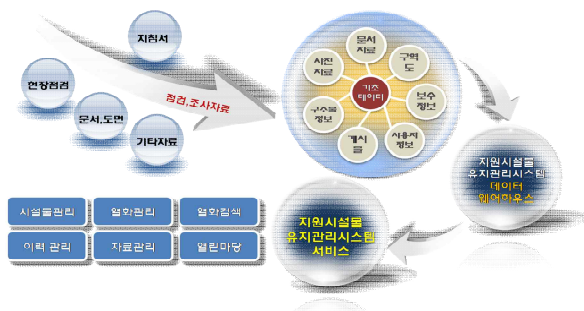 지침서
현장점검
문서,도면
기타자료
점검,조사자료
문서
자료
사진
자료
구역
도
기초
데이터
구조물
정보
보수
정보
게시
물
사용자
정보
지원시설물
유지관리시스템
데이터
웨어하우스
시설물관리
열화관리
열화검색
이력 관리
자료관리
열린마당
지원시설물
유지관리시스템
서비스